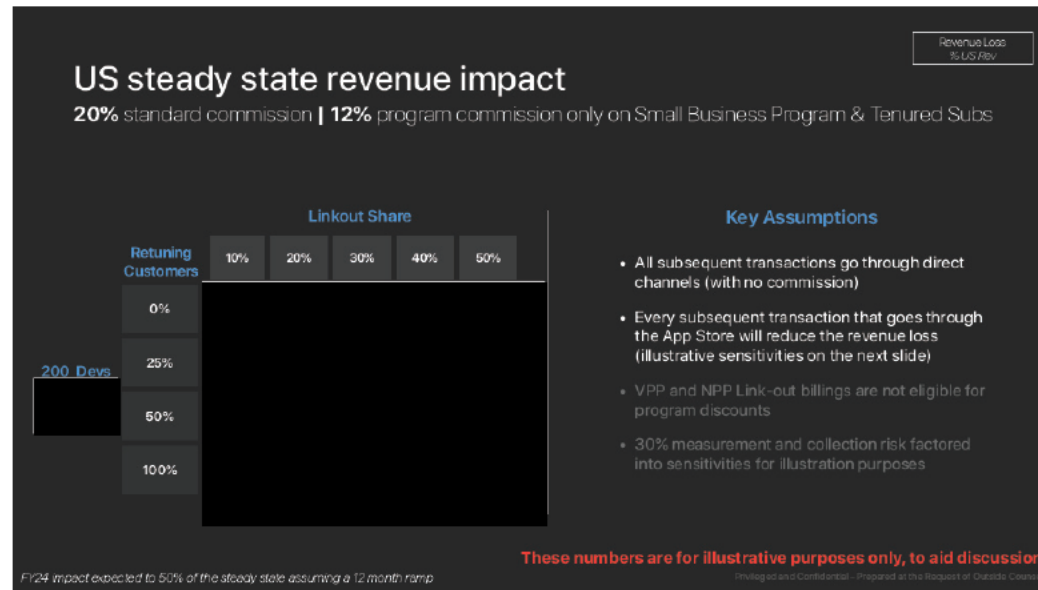 Revenue Loss
% US Rev
US steady state revenue impact
20% standard commission | 12% program commission only on Small Business Program & Tenured Subs
Linkout Share
Retuning
Customers
10% 20% 30% 40% 50%
0%
25%
50%
100%
200 Devs
Key Assumptions
• All subsequent transactions go through direct
channels (with no commission)
• Every subsequent transaction that goes through
the App Store will reduce the revenue loss
(illustrative sensitivities on the next slide)
• VPP and NPP Link-out billings are not eligible for
program discounts
• 30% measurement and collection risk factored
into sensitivities for illustration purposes
These numbers are for illustrative purposes only, to aid discussion
FY24 impact expected to 50% of the steady state assuming a 12 month ramp
Privileged and Confidential - Prepared at the Request of Outside Counsel